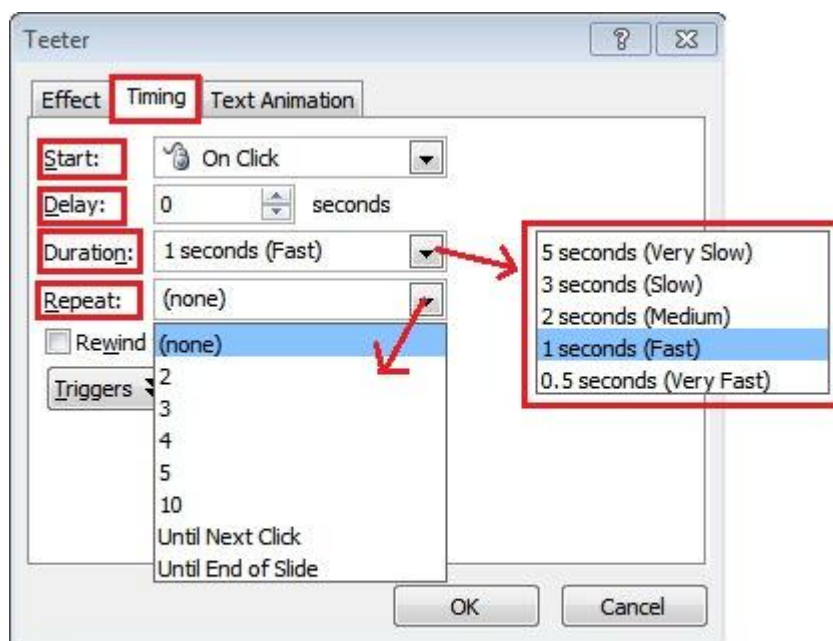 Teeter
Effect Timing Text Animation
Start: On Click
Delay: 0 seconds
Duration: 1 seconds (Fast)
Repeat: (none)
Rewind
Triggers
(none)
2
3
4
5
10
Until Next Click
Until End of Slide
5 seconds (Very Slow)
3 seconds (Slow)
2 seconds (Medium)
1 seconds (Fast)
0.5 seconds (Very Fast)
OK Cancel